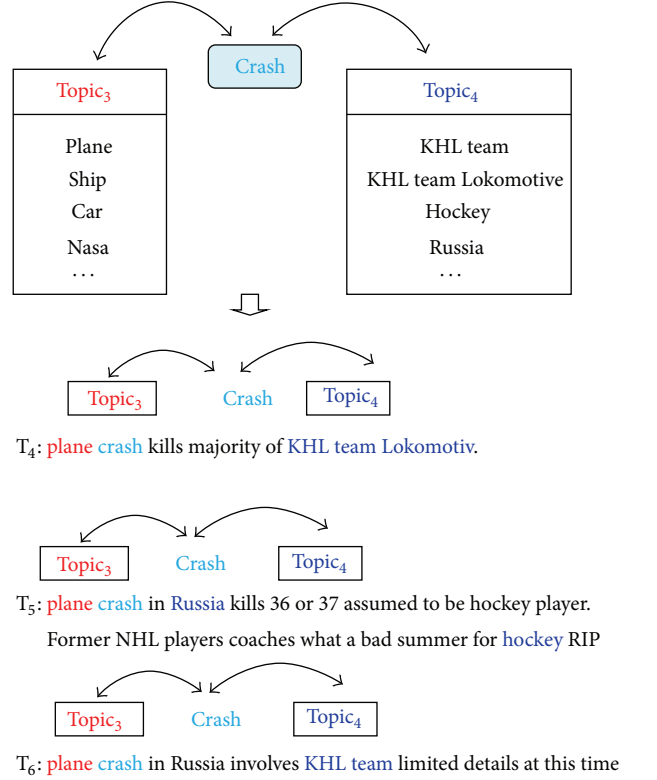 Crash
Topic₃
Topic₄
Plane
Ship
Car
Nasa
...
KHL team
KHL team Lokomotive
Hockey
Russia
...
Topic₃ Crash Topic₄
T₄: plane crash kills majority of KHL team Lokomotiv.
Topic₃ Crash Topic₄
T₅: plane crash in Russia kills 36 or 37 assumed to be hockey player.
Former NHL players coaches what a bad summer for hockey RIP
Topic₃ Crash Topic₄
T₆: plane crash in Russia involves KHL team limited details at this time